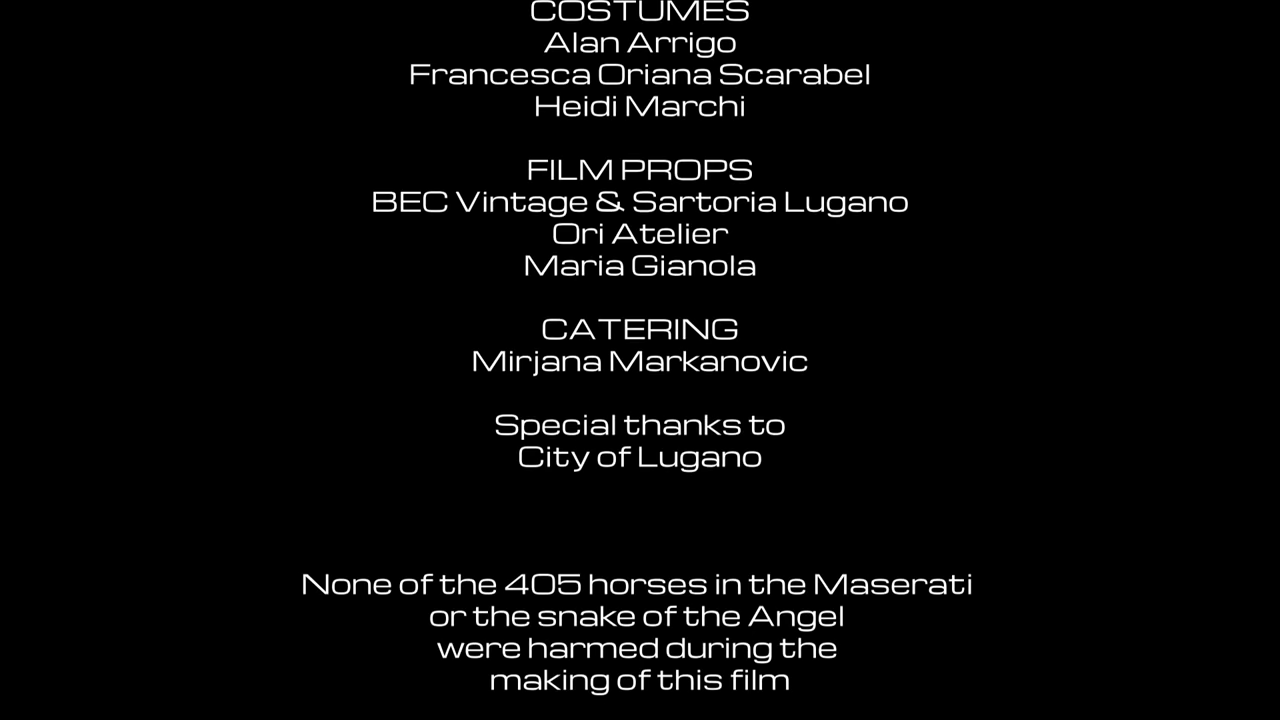 COSTUMES
Alan Arrigo
Francesca Oriana Scarabel
Heidi Marchi
FILM PROPS
BEC Vintage & Sartoria Lugano
Ori Atelier
Maria Gianola
CATERING
Mirjana Markanovic
Special thanks to
City of Lugano
None of the 405 horses in the Maserati
or the snake of the Angel
were harmed during the
making of this film